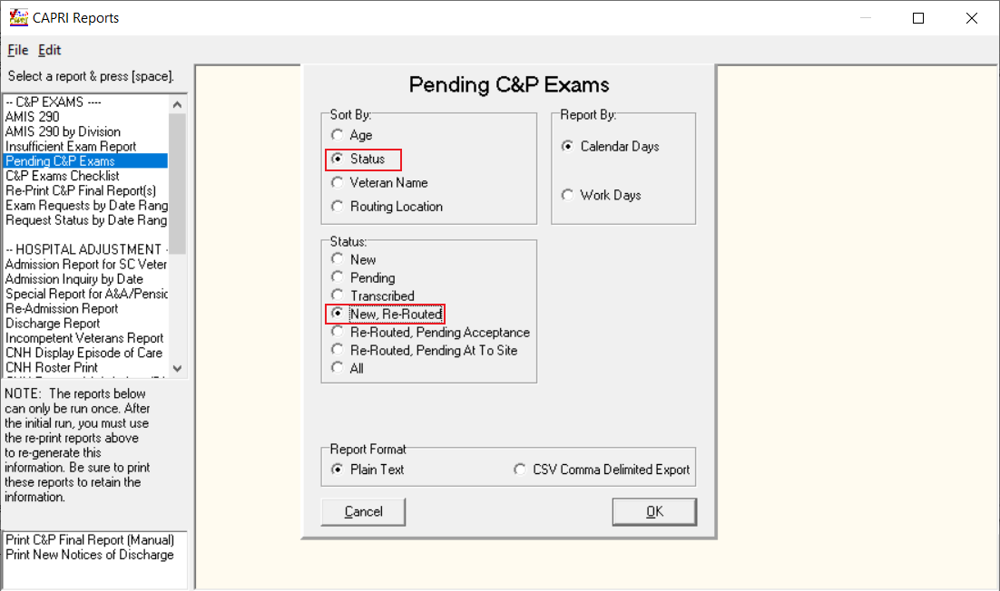 CAPRI Reports
File Edit
Select a report & press [space].
-- C&P EXAMS ----
AMIS 290
AMIS 290 by Division
Insufficient Exam Report
Pending C&P Exams
C&P Exams Checklist
Re-Print C&P Final Report(s)
Exam Requests by Date Rang
Request Status by Date Rang
-- HOSPITAL ADJUSTMENT -
Admission Report for SC Veter
Admission Inquiry by Date
Special Report for A&A/Pensic
Re-Admission Report
Discharge Report
Incompetent Veterans Report
CNH Display Episode of Care
CNH Roster Print
NOTE: The reports below
can only be run once. After
the initial run, you must use
the re-print reports above
to re-generate this
information. Be sure to print
these reports to retain the
information.
Print C&P Final Report (Manual)
Print New Notices of Discharge
Pending C&P Exams
Sort By:
Age
Status
Veteran Name
Routing Location
Report By:
Calendar Days
Work Days
Status:
New
Pending
Transcribed
New, Re-Routed
Re-Routed, Pending Acceptance
Re-Routed, Pending At To Site
All
Report Format
Plain Text
CSV Comma Delimited Export
Cancel
OK